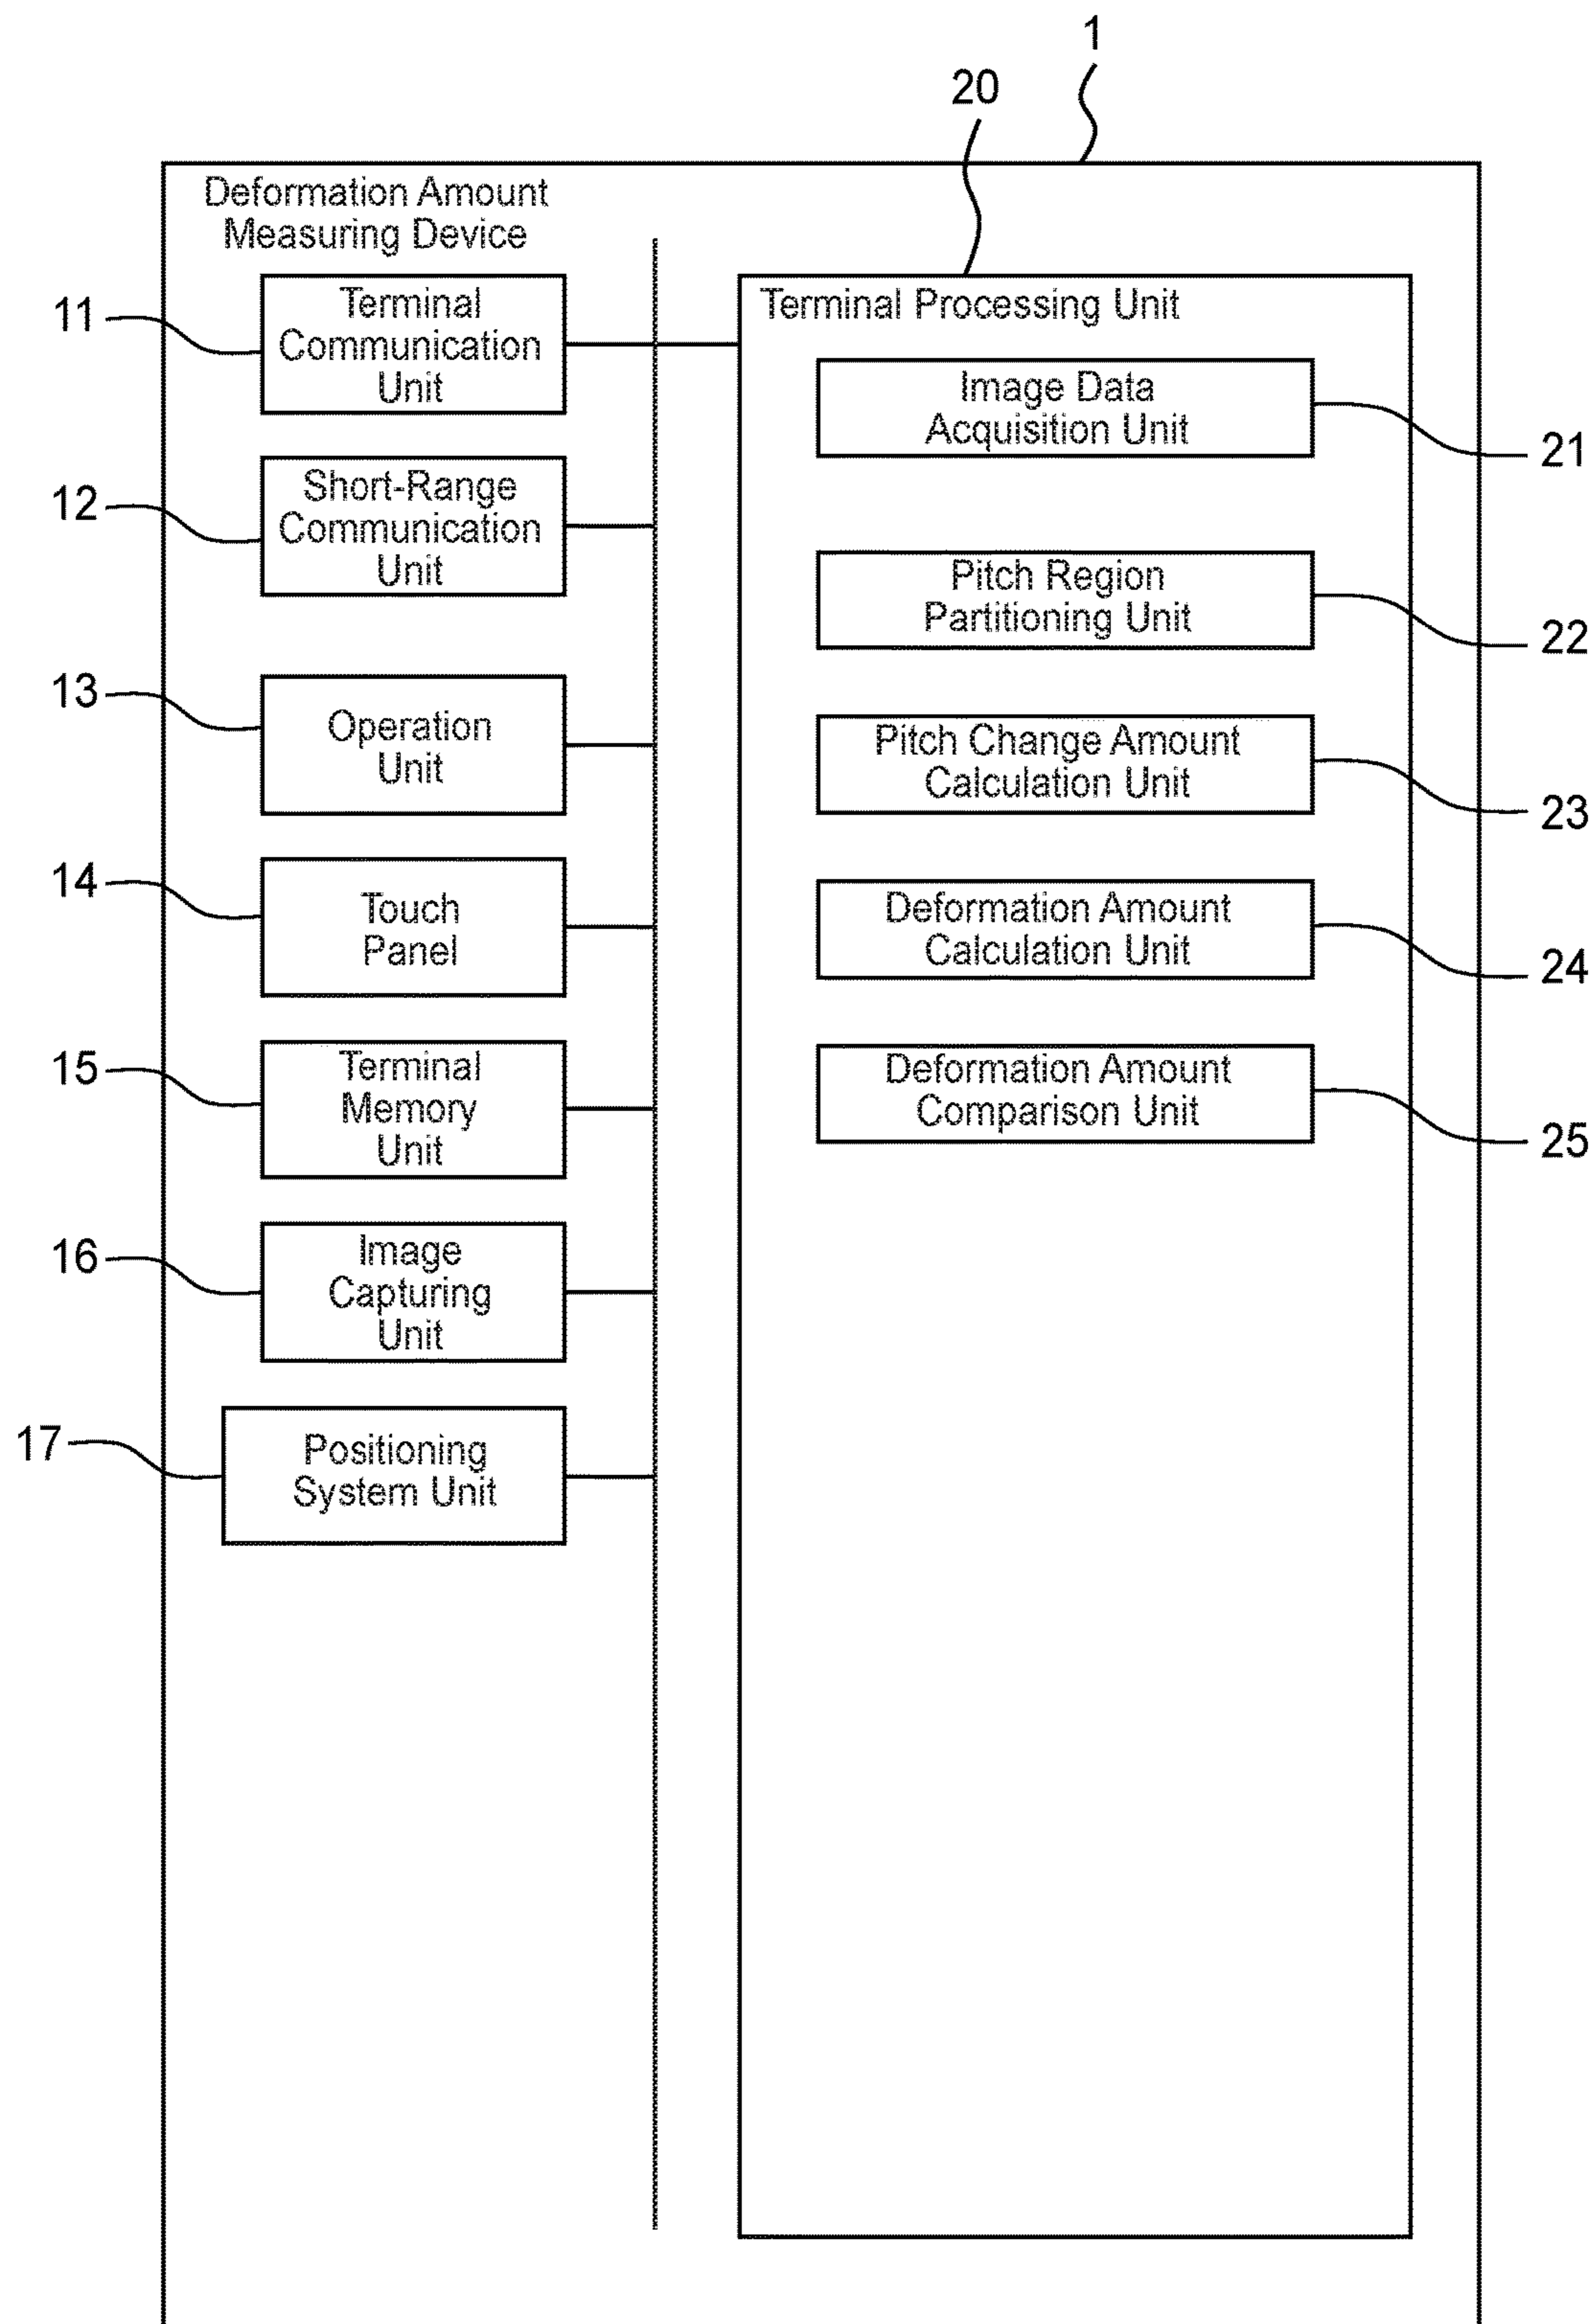 1
20
Deformation Amount
Measuring Device
11
Terminal
Communication
Unit
12
Short-Range
Communication
Unit
13
Operation
Unit
14
Touch
Panel
15
Terminal
Memory
Unit
16
Image
Capturing
Unit
17
Positioning
System Unit
Terminal Processing Unit
Image Data
Acquisition Unit
21
Pitch Region
Partitioning Unit
22
Pitch Change Amount
Calculation Unit
23
Deformation Amount
Calculation Unit
24
Deformation Amount
Comparison Unit
25